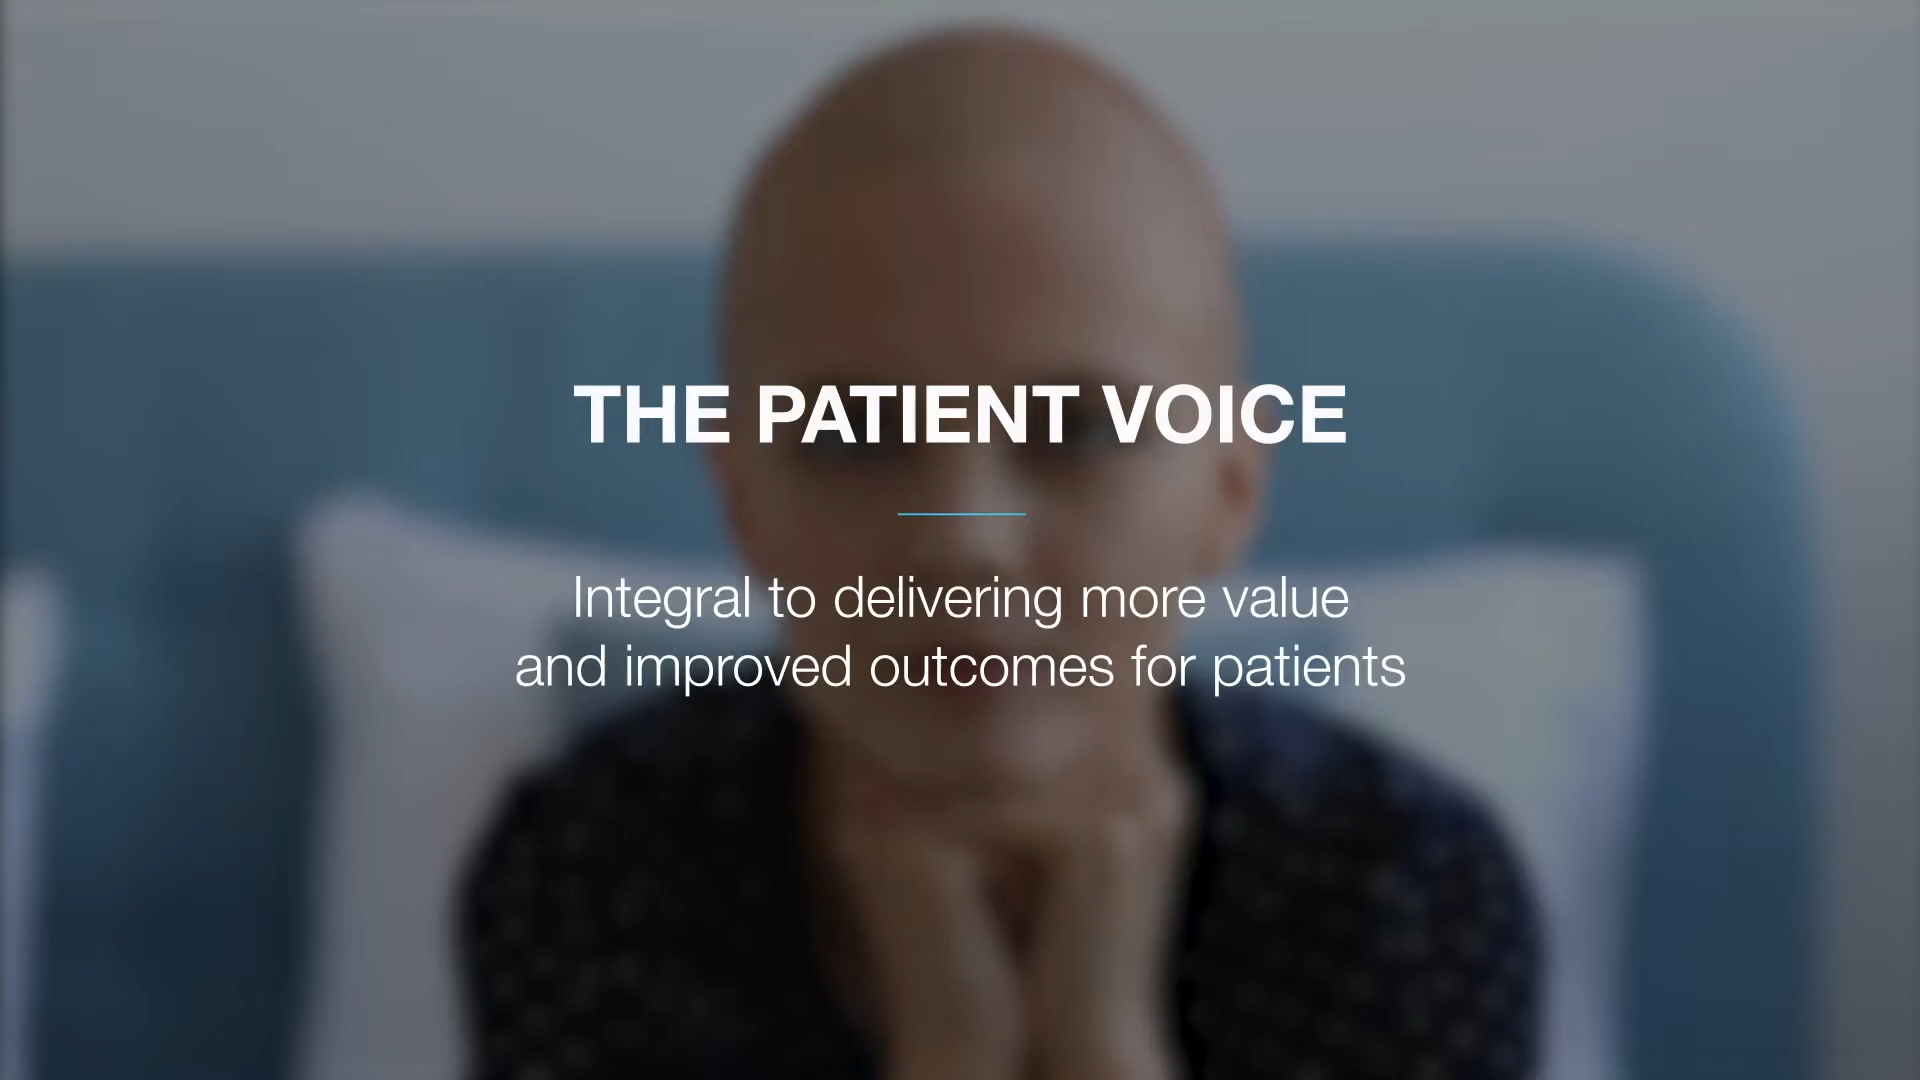 THE PATIENT VOICE
Integral to delivering more value
and improved outcomes for patients